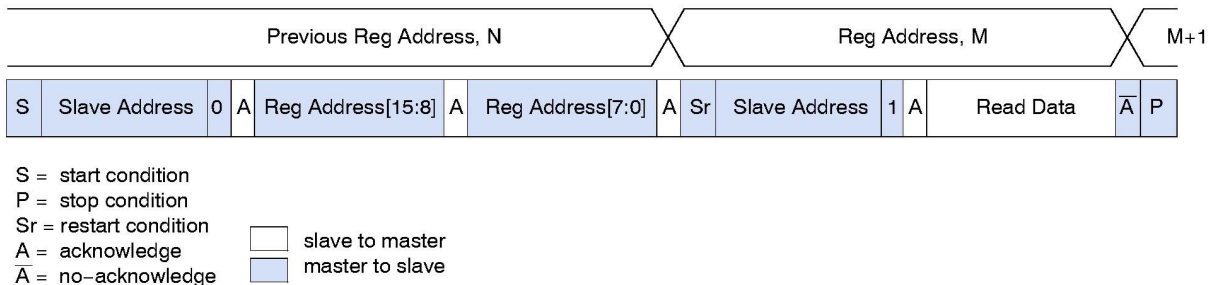 Previous Reg Address, N Reg Address, M M+1
S Slave Address 0 A Reg Address[15:8] A Reg Address[7:0] A Sr Slave Address 1 A Read Data A̅ P
S = start condition
P = stop condition
Sr = restart condition
A = acknowledge
A̅ = no−acknowledge
slave to master
master to slave